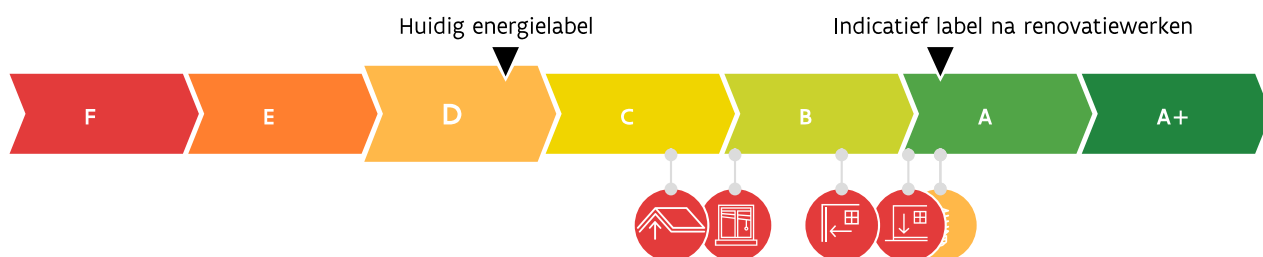 Huidig energielabel
Indicatief label na renovatiewerken
F E D C B A A+